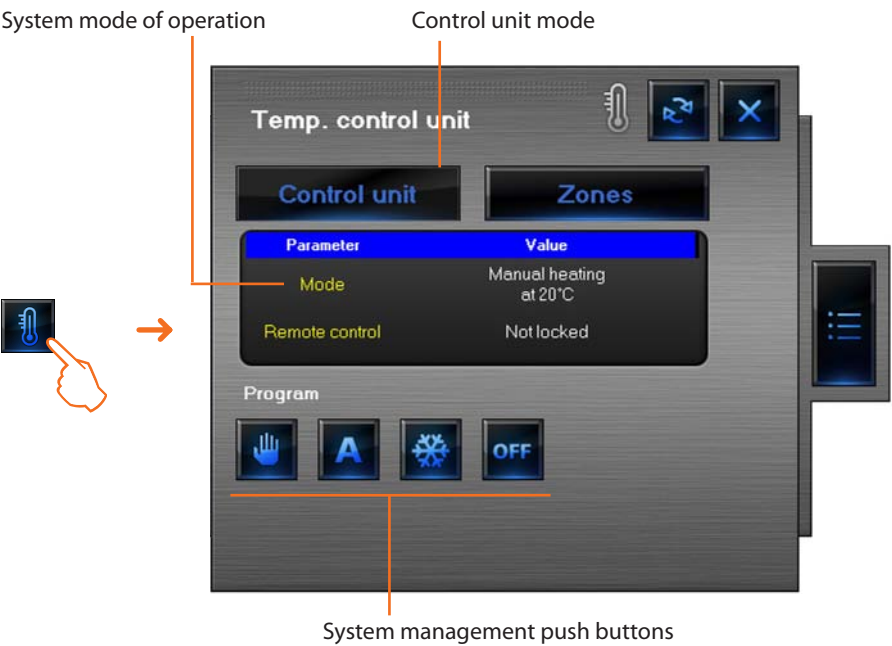 System mode of operation
Control unit mode
Temp. control unit
Control unit
Zones
Parameter
Value
Mode
Manual heating
at 20°C
Remote control
Not locked
Program
A
OFF
System management push buttons